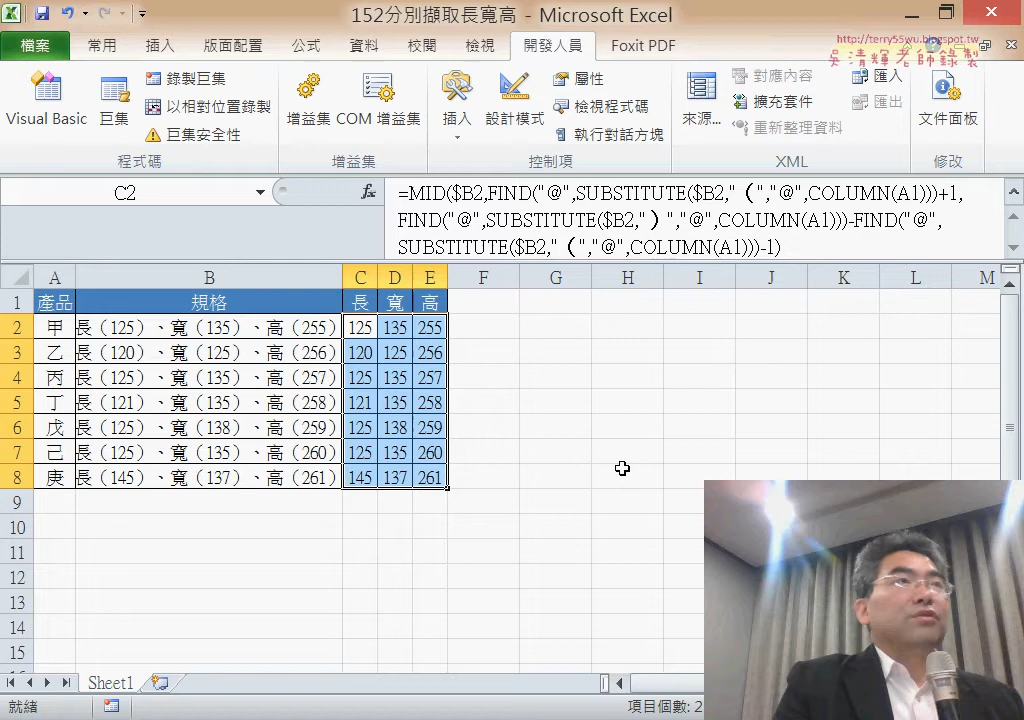 152分別擷取長寬高 - Microsoft Excel
檔案 常用 插入 版面配置 公式 資料 校閱 檢視 開發人員 Foxit PDF
http://terry55wu.blogspot.tw
吳清輝老師錄製
Visual Basic 巨集 錄製巨集 以相對位置錄製 巨集安全性 增益集 COM 增益集 插入 設計模式 屬性 檢視程式碼 執行對話方塊 來源... 對應內容 擴充套件 重新整理資料 匯入 匯出 文件面板
程式碼 增益集 控制項 XML 修改
C2 fx =MID($B2,FIND("@",SUBSTITUTE($B2,"（","@",COLUMN(A1)))+1,
FIND("@",SUBSTITUTE($B2,"）","@",COLUMN(A1)))-FIND("@",
SUBSTITUTE($B2,"（","@",COLUMN(A1)))-1)
A B C D E F G H I J K L M
1 產品 規格 長 寬 高
2 甲 長（125）、寬（135）、高（255） 125 135 255
3 乙 長（120）、寬（125）、高（256） 120 125 256
4 丙 長（125）、寬（135）、高（257） 125 135 257
5 丁 長（121）、寬（135）、高（258） 121 135 258
6 戊 長（125）、寬（138）、高（259） 125 138 259
7 己 長（125）、寬（135）、高（260） 125 135 260
8 庚 長（145）、寬（137）、高（261） 145 137 261
9
10
11
12
13
14
15
Sheet1
就緒 項目個數: 2